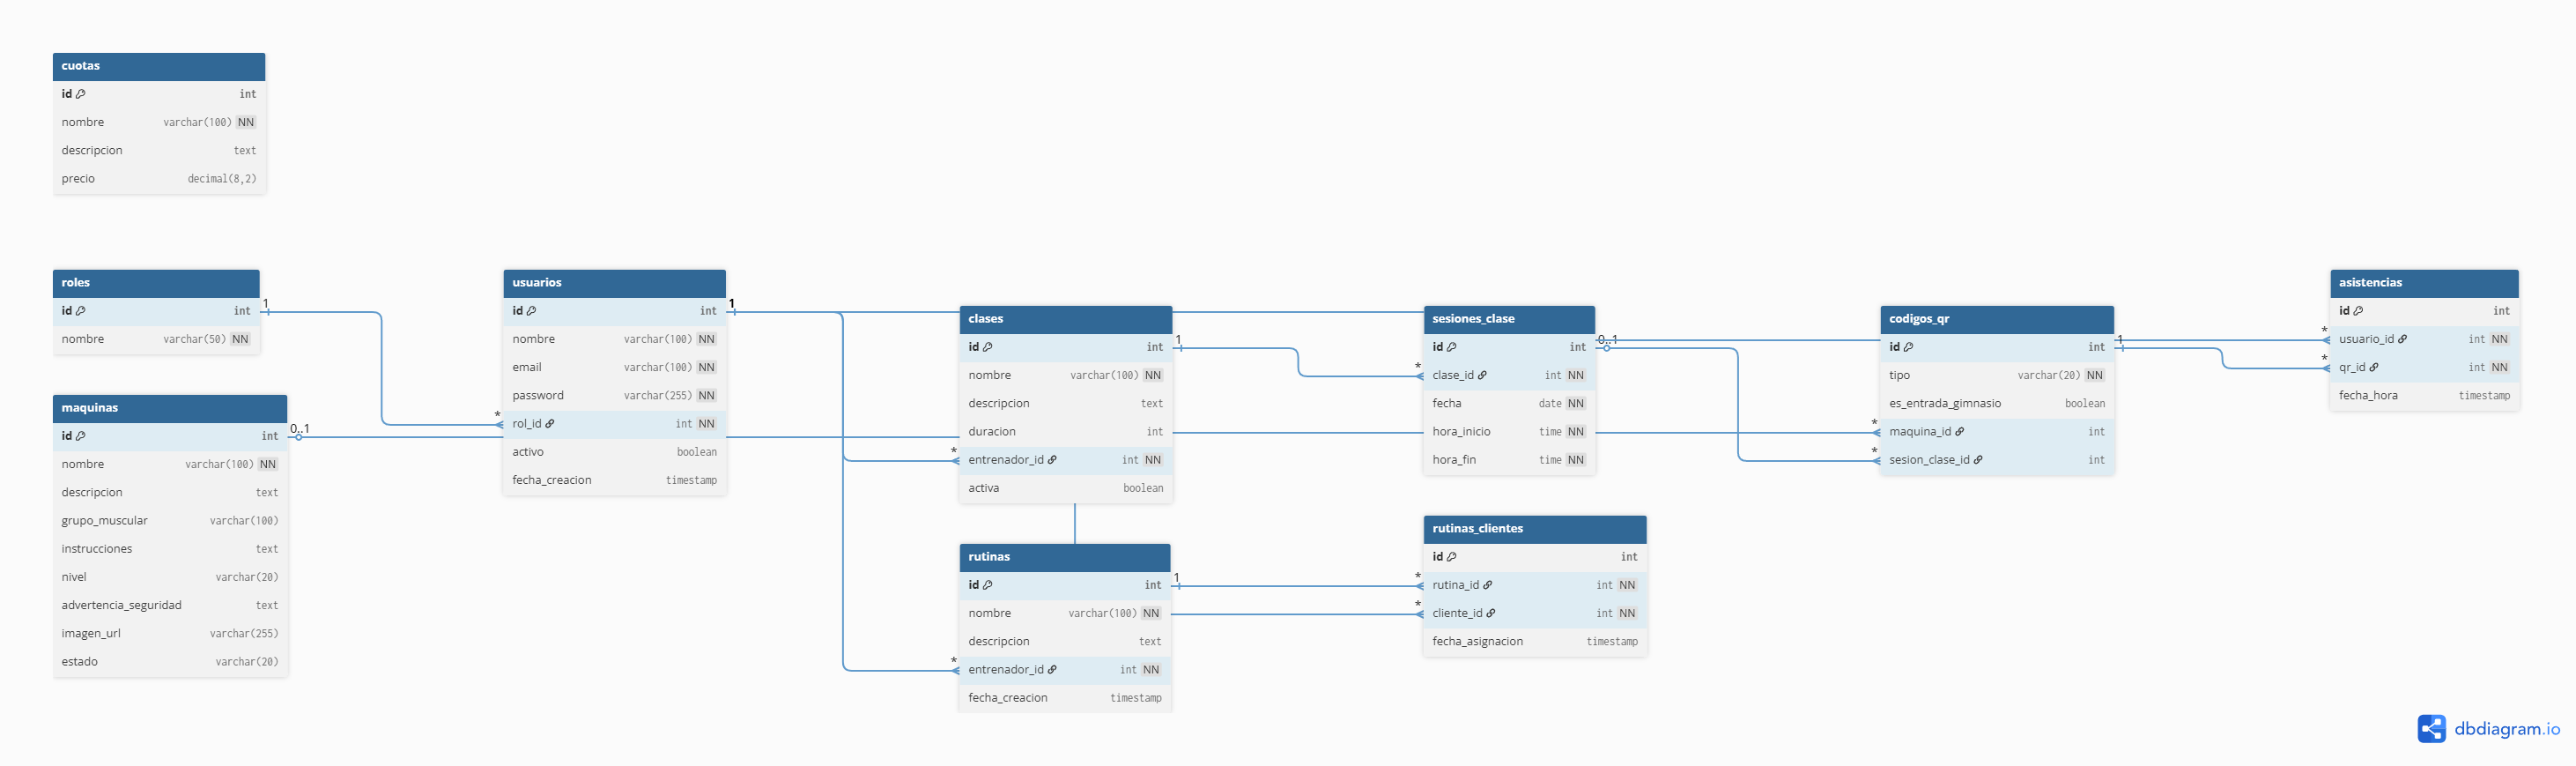 cuotas
id int
nombre varchar(100) NN
descripcion text
precio decimal(8,2)
roles
id int
nombre varchar(50) NN
1
*
maquinas
id int
nombre varchar(100) NN
descripcion text
grupo_muscular varchar(100)
instrucciones text
nivel varchar(20)
advertencia_seguridad text
imagen_url varchar(255)
estado varchar(20)
0..1
*
usuarios
id int
nombre varchar(100) NN
email varchar(100) NN
password varchar(255) NN
rol_id int NN
activo boolean
fecha_creacion timestamp
1
*
*
clases
id int
nombre varchar(100) NN
descripcion text
duracion int
entrenador_id int NN
activa boolean
1
*
rutinas
id int
nombre varchar(100) NN
descripcion text
entrenador_id int NN
fecha_creacion timestamp
1
*
*
sesiones_clase
id int
clase_id int NN
fecha date NN
hora_inicio time NN
hora_fin time NN
0..1
*
rutinas_clientes
id int
rutina_id int NN
cliente_id int NN
fecha_asignacion timestamp
codigos_qr
id int
tipo varchar(20) NN
es_entrada_gimnasio boolean
maquina_id int
sesion_clase_id int
1
*
*
asistencias
id int
usuario_id int NN
qr_id int NN
fecha_hora timestamp
dbdiagram.io